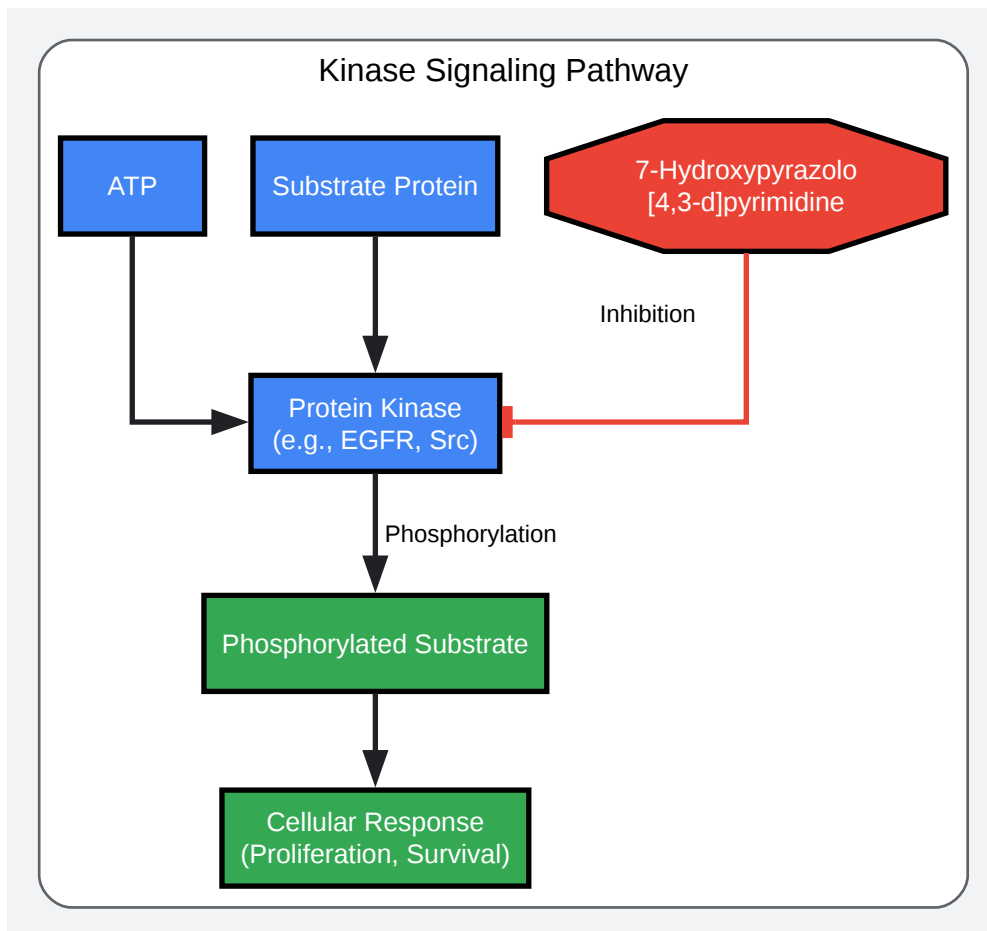 Kinase Signaling Pathway
ATP
Substrate Protein
7-Hydroxypyrazolo
[4,3-d]pyrimidine
Inhibition
Protein Kinase
(e.g., EGFR, Src)
Phosphorylation
Phosphorylated Substrate
Cellular Response
(Proliferation, Survival)